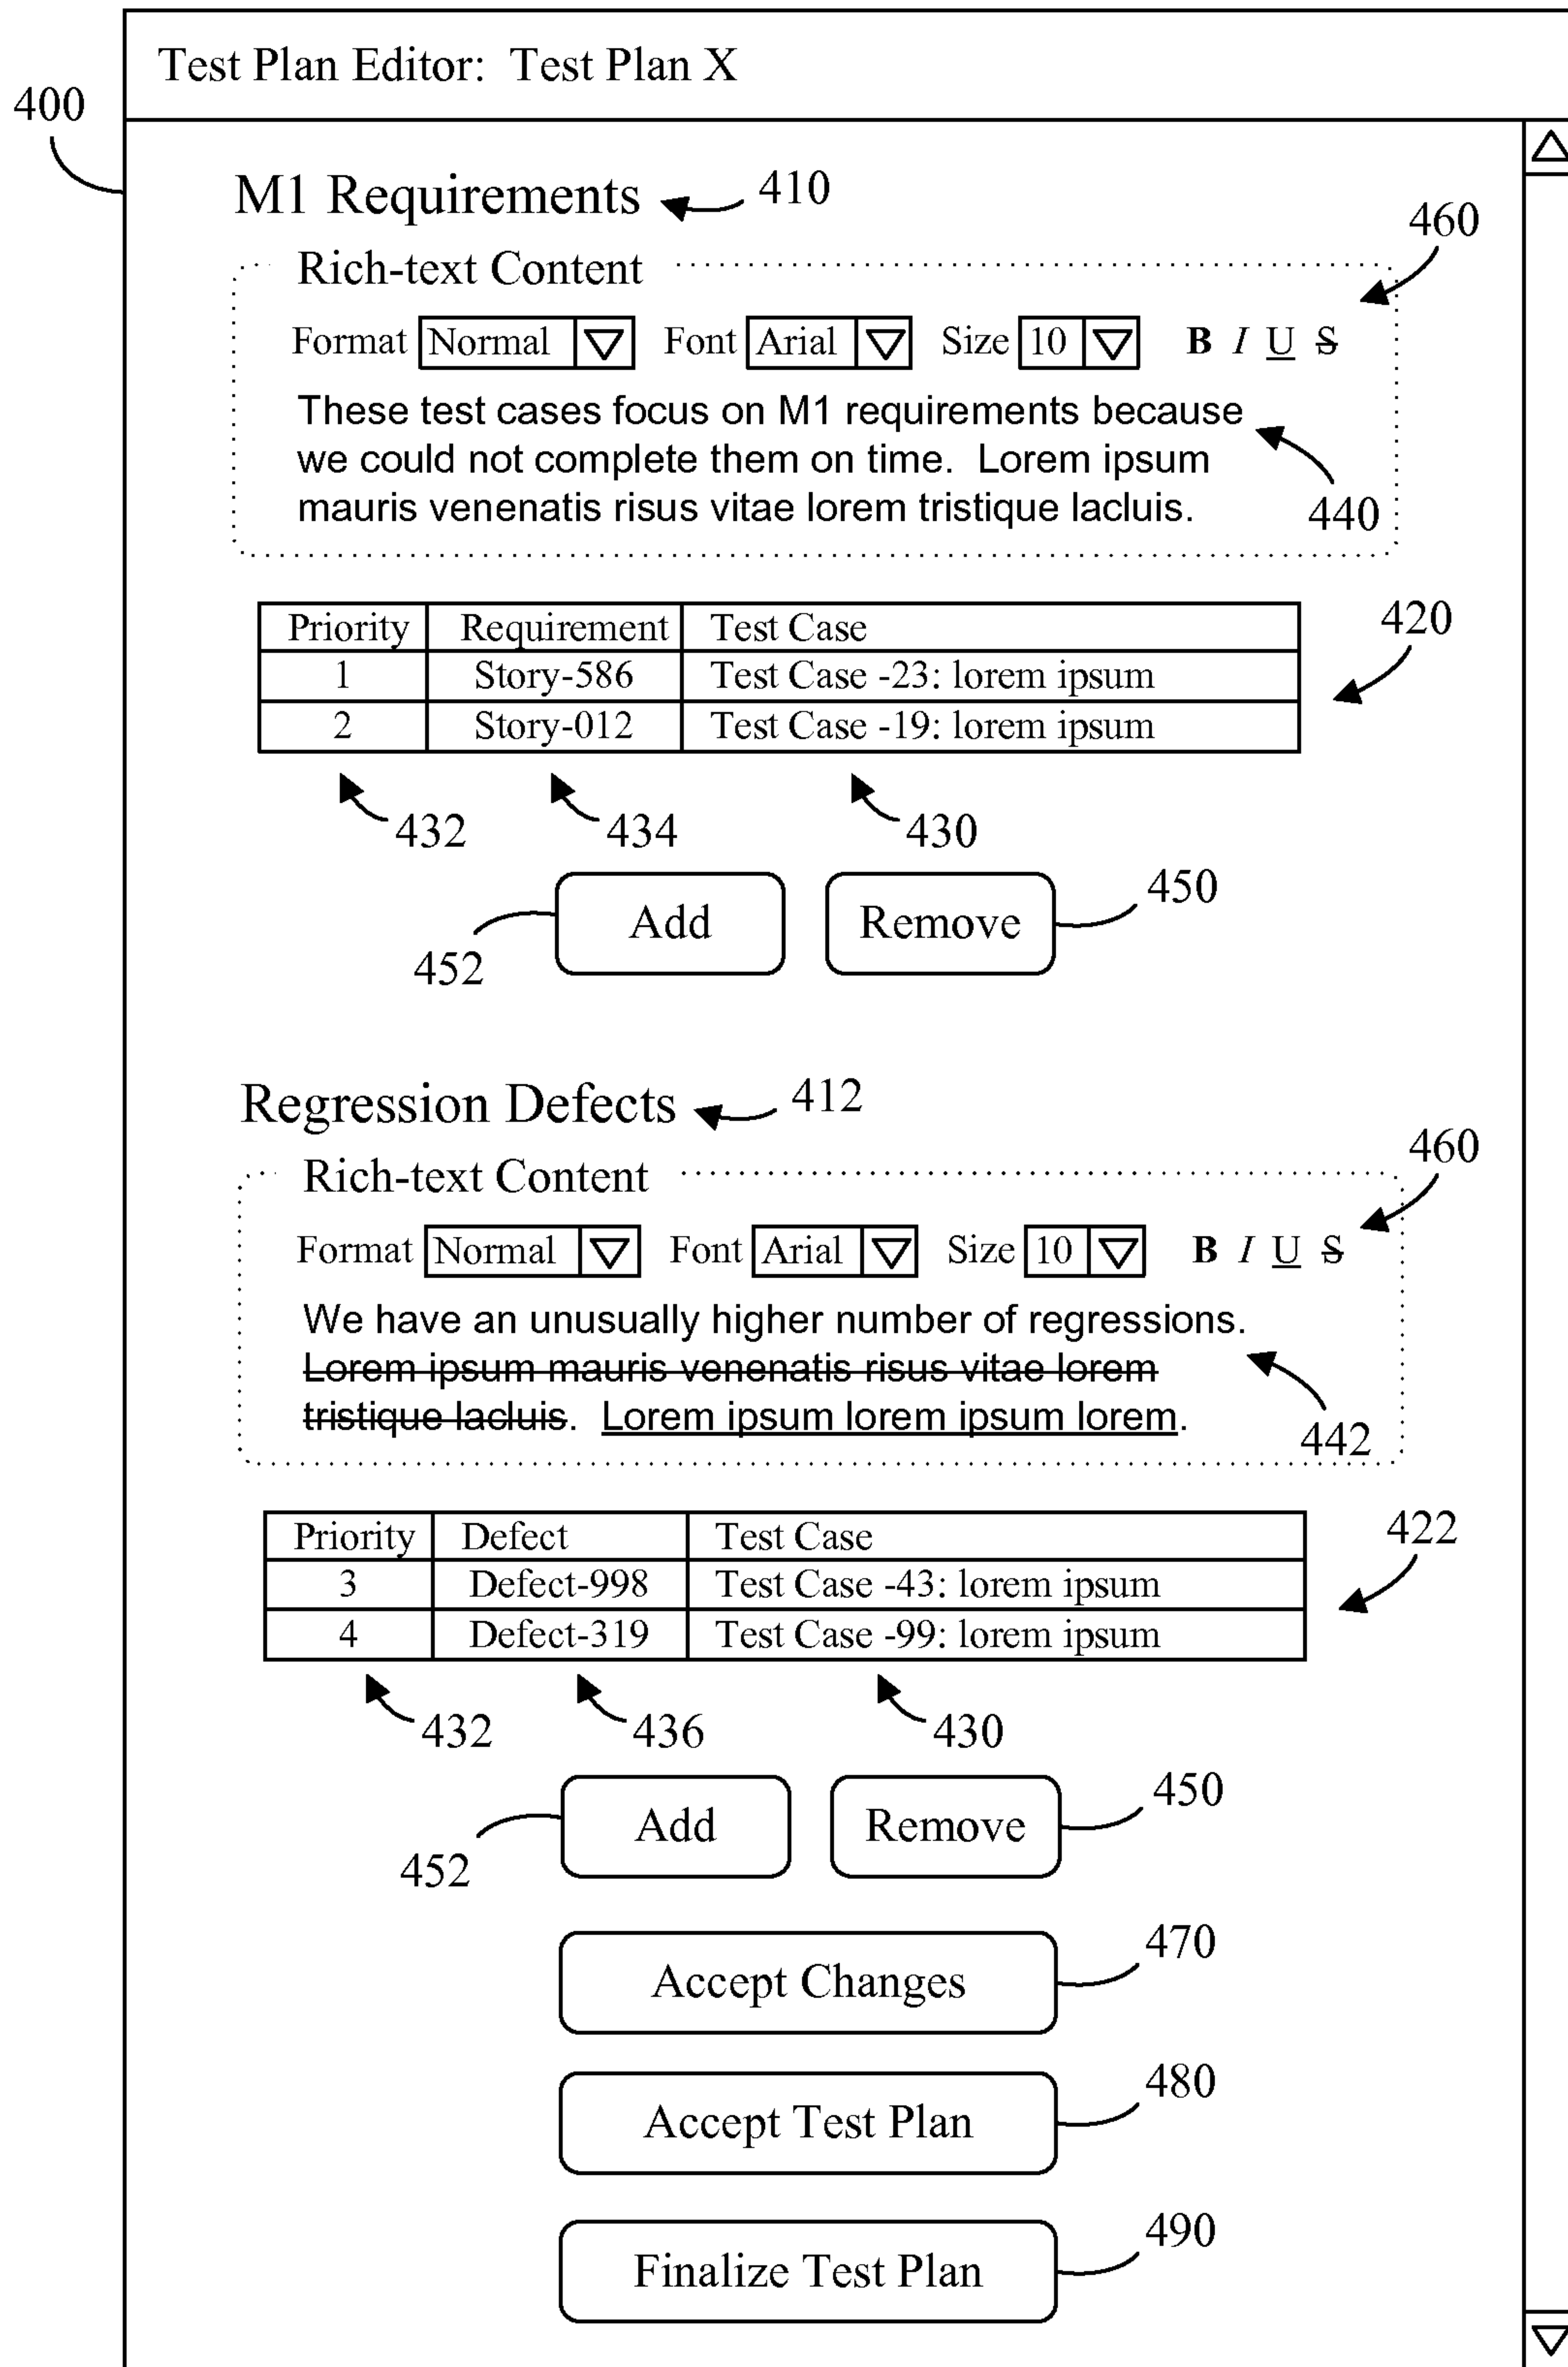 Test Plan Editor: Test Plan X
400
M1 Requirements 410
460
Rich-text Content
Format Normal Font Arial Size 10 B I U S
These test cases focus on M1 requirements because
we could not complete them on time. Lorem ipsum
mauris venenatis risus vitae lorem tristique lacluis.
440
420
Priority Requirement Test Case
1 Story-586 Test Case -23: lorem ipsum
2 Story-012 Test Case -19: lorem ipsum
432 434 430
450
Add Remove
452
Regression Defects 412
460
Rich-text Content
Format Normal Font Arial Size 10 B I U S
We have an unusually higher number of regressions.
Lorem ipsum mauris venenatis risus vitae lorem
tristique lacluis. Lorem ipsum lorem ipsum lorem.
442
422
Priority Defect Test Case
3 Defect-998 Test Case -43: lorem ipsum
4 Defect-319 Test Case -99: lorem ipsum
432 436 430
450
Add Remove
452
470
Accept Changes
480
Accept Test Plan
490
Finalize Test Plan